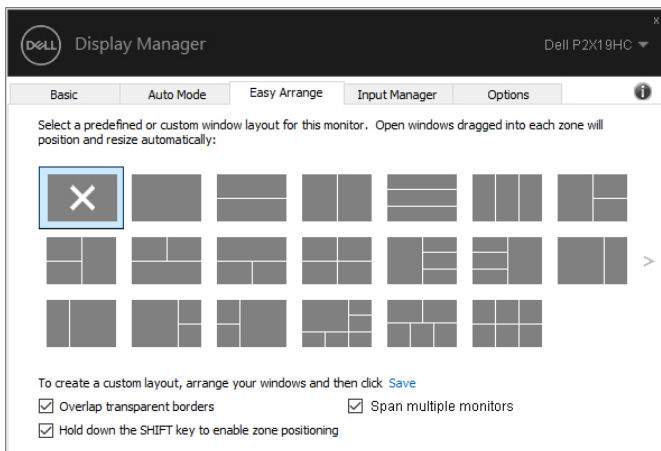 x
DELL Display Manager
Dell P2X19HC
Basic Auto Mode Easy Arrange Input Manager Options
Select a predefined or custom window layout for this monitor. Open windows dragged into each zone will
position and resize automatically:
To create a custom layout, arrange your windows and then click Save
Overlap transparent borders Span multiple monitors
Hold down the SHIFT key to enable zone positioning